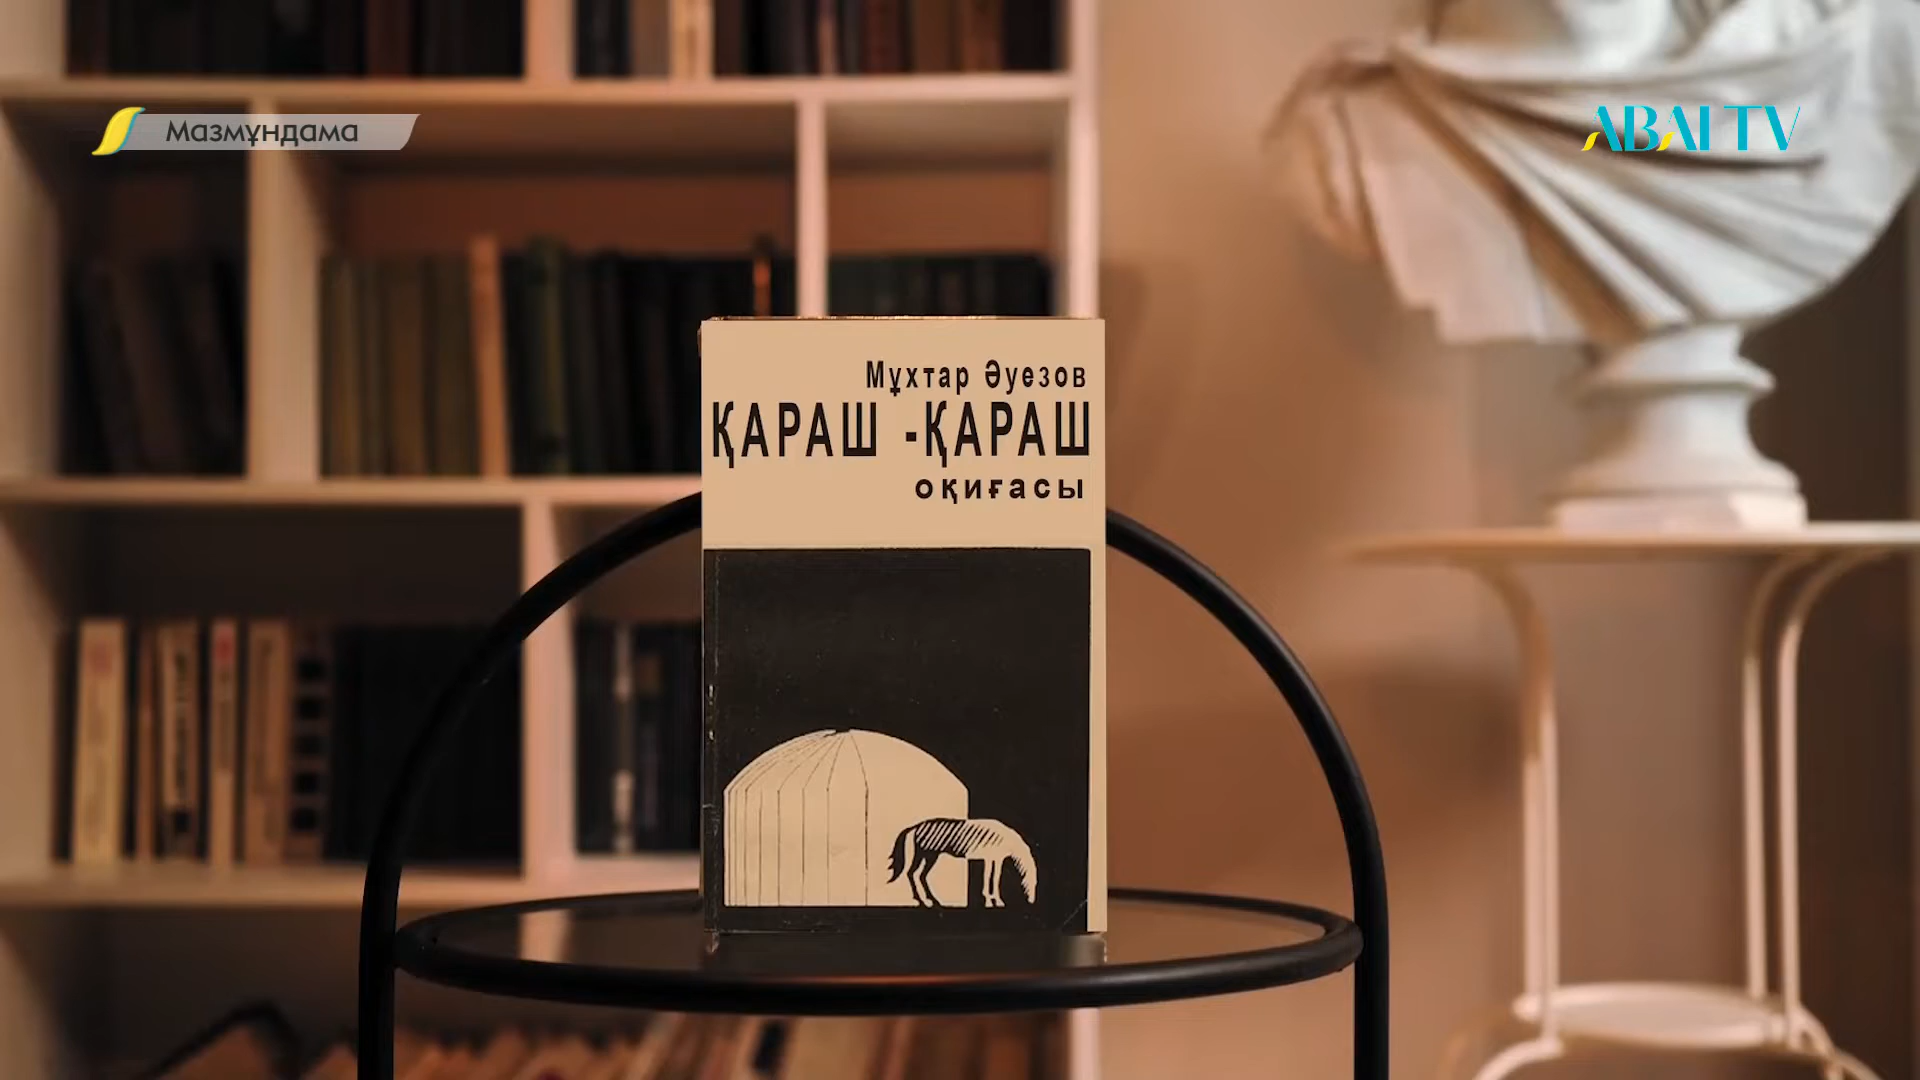 Мазмұндама
ABAI TV
Мұхтар Әуезов
ҚАРАШ -ҚАРАШ
оқиғасы